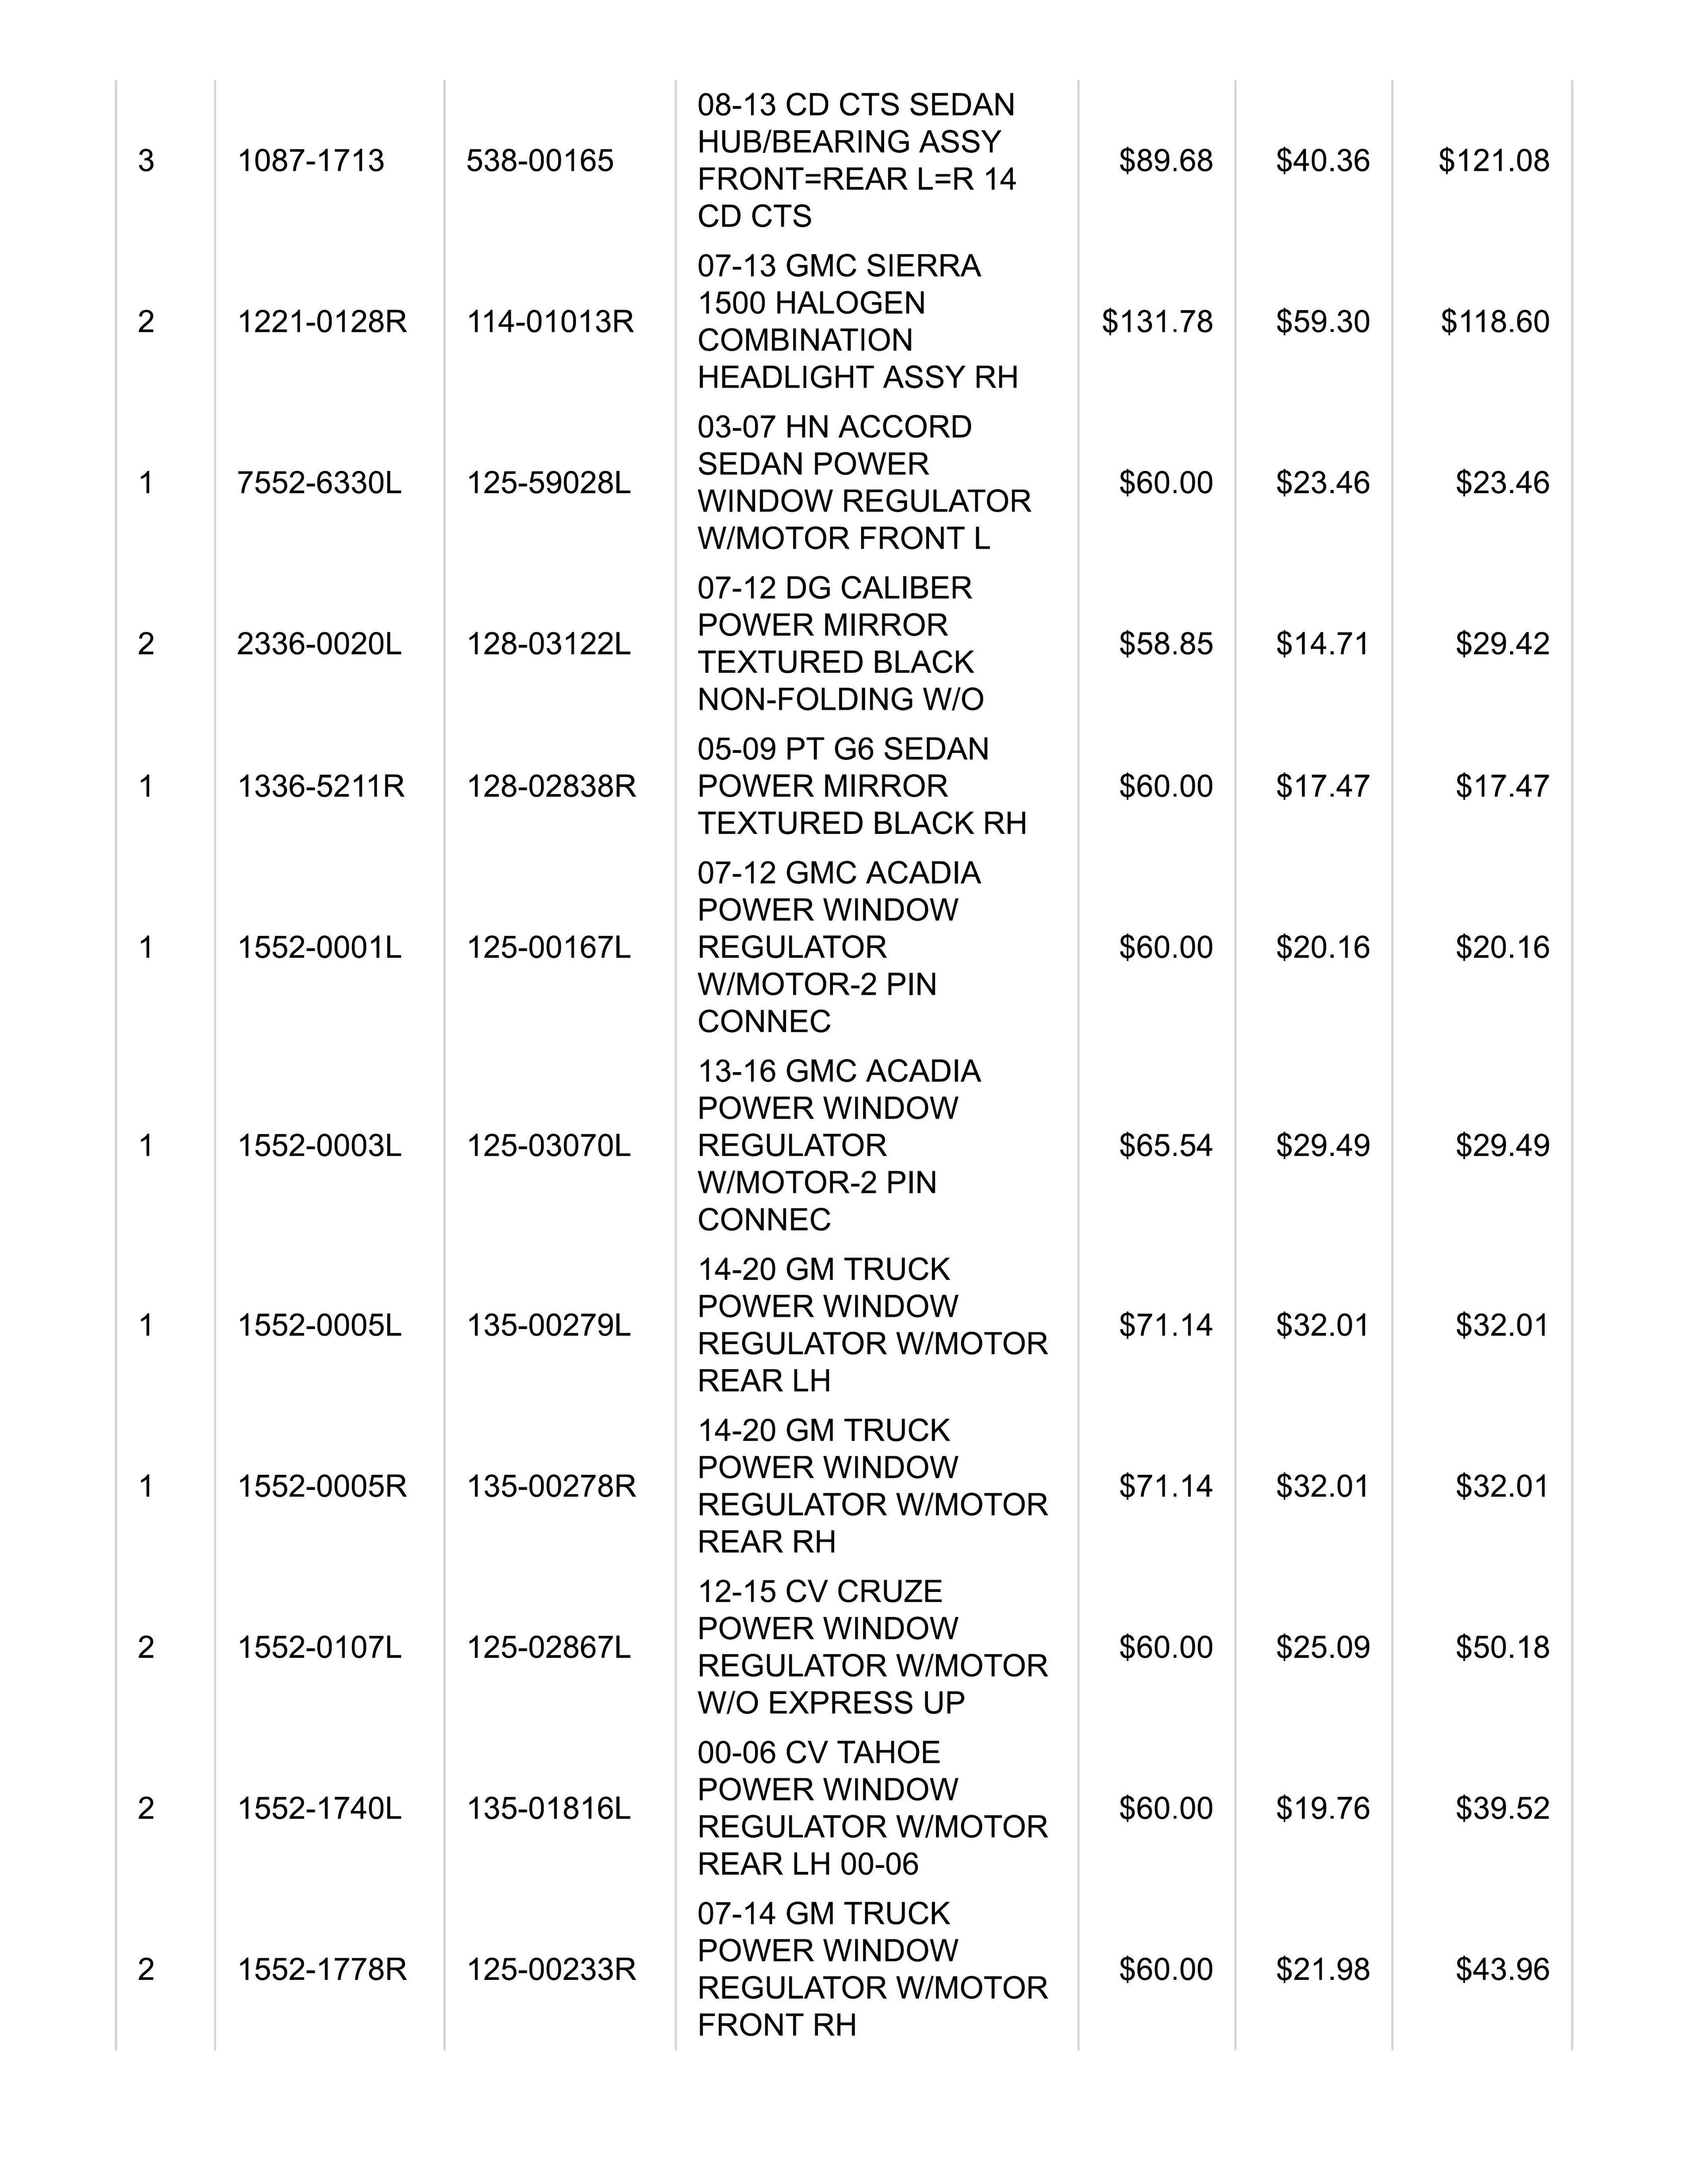 08-13 CD CTS SEDAN
HUB/BEARING ASSY
3 1087-1713 538-00165 FRONT=REAR L=R 14 $89.68 $40.36 $121.08
CD CTS
07-13 GMC SIERRA
1500 HALOGEN
2 1221-0128R 114-01013R COMBINATION $131.78 $59.30 $118.60
HEADLIGHT ASSY RH
03-07 HN ACCORD
SEDAN POWER
1 7552-6330L 125-59028L WINDOW REGULATOR $60.00 $23.46 $23.46
W/MOTOR FRONT L
07-12 DG CALIBER
POWER MIRROR
2 2336-0020L 128-03122L TEXTURED BLACK $58.85 $14.71 $29.42
NON-FOLDING W/O
05-09 PT G6 SEDAN
1 1336-5211R 128-02838R POWER MIRROR $60.00 $17.47 $17.47
TEXTURED BLACK RH
07-12 GMC ACADIA
POWER WINDOW
1 1552-0001L 125-00167L REGULATOR $60.00 $20.16 $20.16
W/MOTOR-2 PIN
CONNEC
13-16 GMC ACADIA
POWER WINDOW
1 1552-0003L 125-03070L REGULATOR $65.54 $29.49 $29.49
W/MOTOR-2 PIN
CONNEC
14-20 GM TRUCK
POWER WINDOW
1 1552-0005L 135-00279L REGULATOR W/MOTOR $71.14 $32.01 $32.01
REAR LH
14-20 GM TRUCK
POWER WINDOW
1 1552-0005R 135-00278R REGULATOR W/MOTOR $71.14 $32.01 $32.01
REAR RH
12-15 CV CRUZE
POWER WINDOW
2 1552-0107L 125-02867L REGULATOR W/MOTOR $60.00 $25.09 $50.18
W/O EXPRESS UP
00-06 CV TAHOE
POWER WINDOW
2 1552-1740L 135-01816L REGULATOR W/MOTOR $60.00 $19.76 $39.52
REAR LH 00-06
07-14 GM TRUCK
POWER WINDOW
2 1552-1778R 125-00233R REGULATOR W/MOTOR $60.00 $21.98 $43.96
FRONT RH